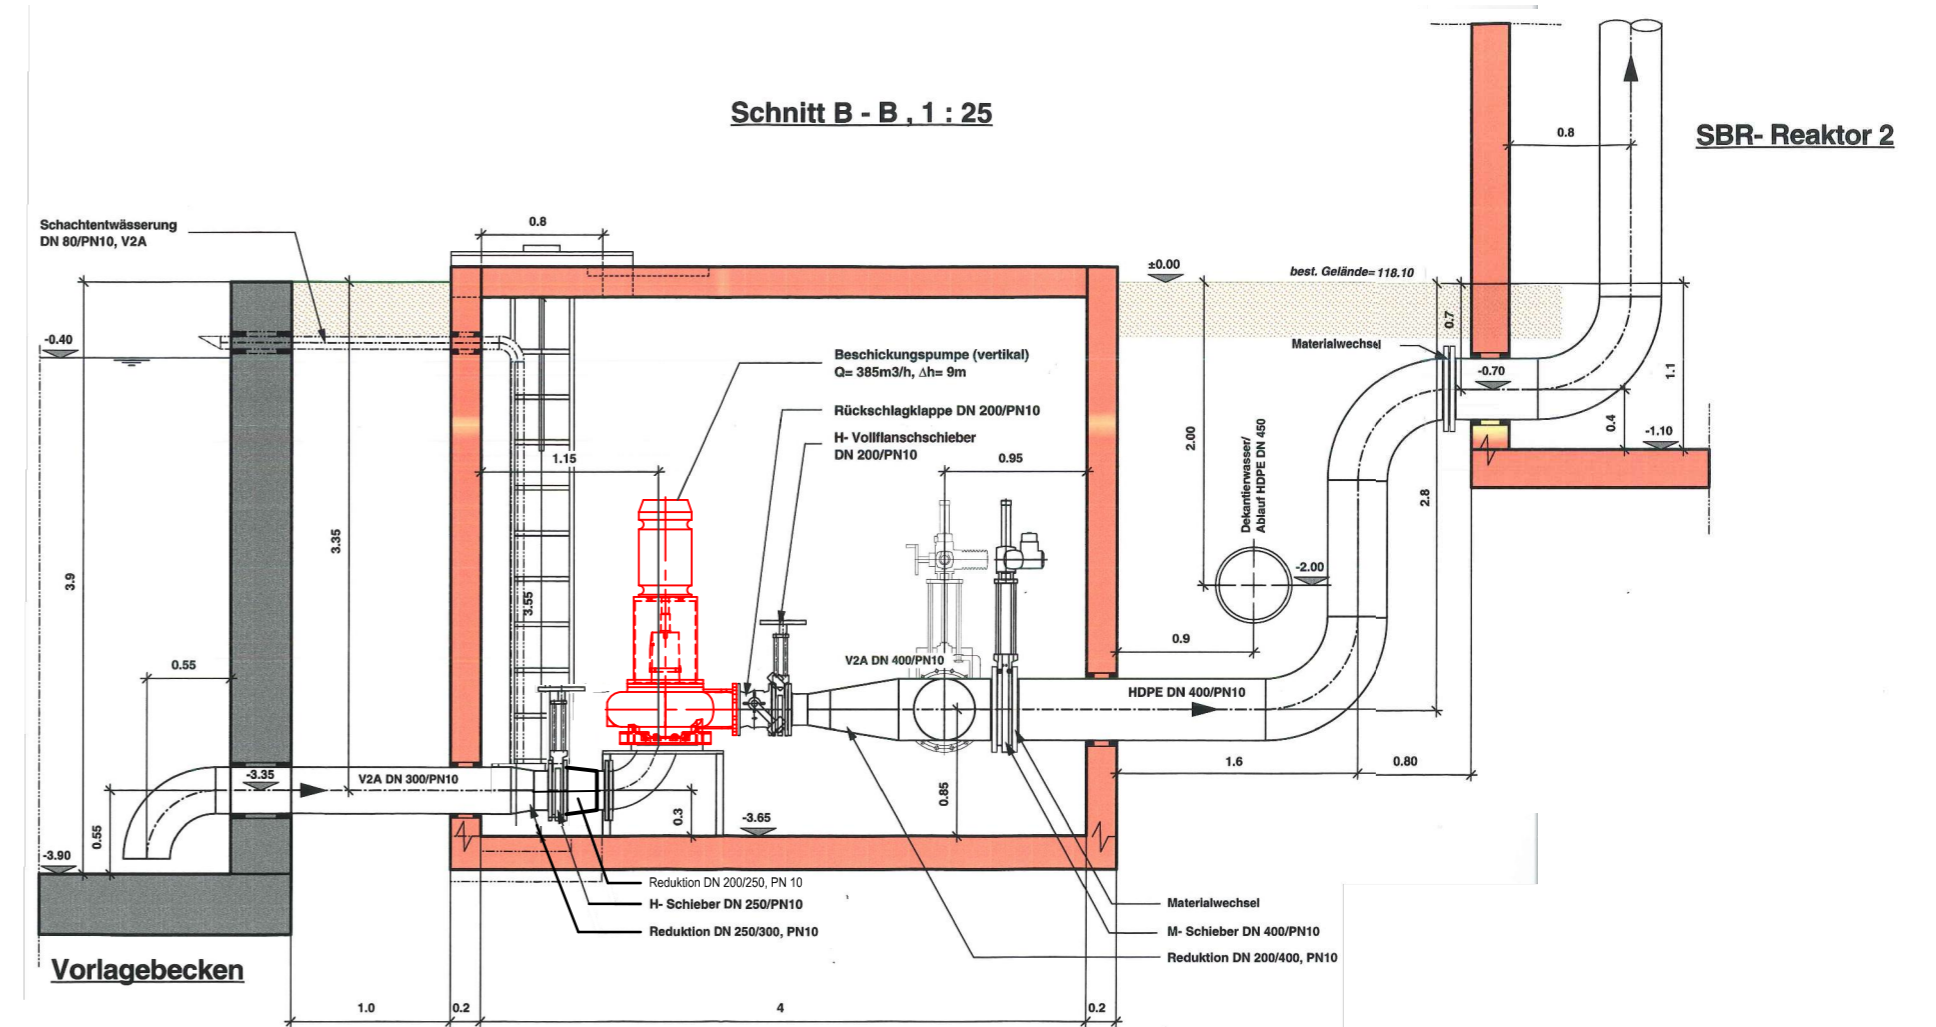 Schnitt B - B , 1 : 25
SBR- Reaktor 2
0.8
Schachtentwässerung
DN 80/PN10, V2A
0.8
±0.00
best. Gelände= 118.10
-0.40
0.7
Materialwechsel
-0.70
1.1
0.4
-1.10
Beschickungspumpe (vertikal)
Q= 385m3/h, Δh= 9m
Rückschlagklappe DN 200/PN10
H- Vollflanschschieber
DN 200/PN10
1.15
0.95
2.00
Dekantierwasser/
Ablauf HDPE DN 450
2.8
3.35
3.9
3.55
-2.00
0.9
0.55
V2A DN 400/PN10
HDPE DN 400/PN10
-3.35
V2A DN 300/PN10
1.6
0.80
0.85
0.3
0.55
-3.65
-3.90
Reduktion DN 200/250, PN 10
H- Schieber DN 250/PN10
Reduktion DN 250/300, PN10
Materialwechsel
M- Schieber DN 400/PN10
Reduktion DN 200/400, PN10
Vorlagebecken
1.0
0.2
4
0.2